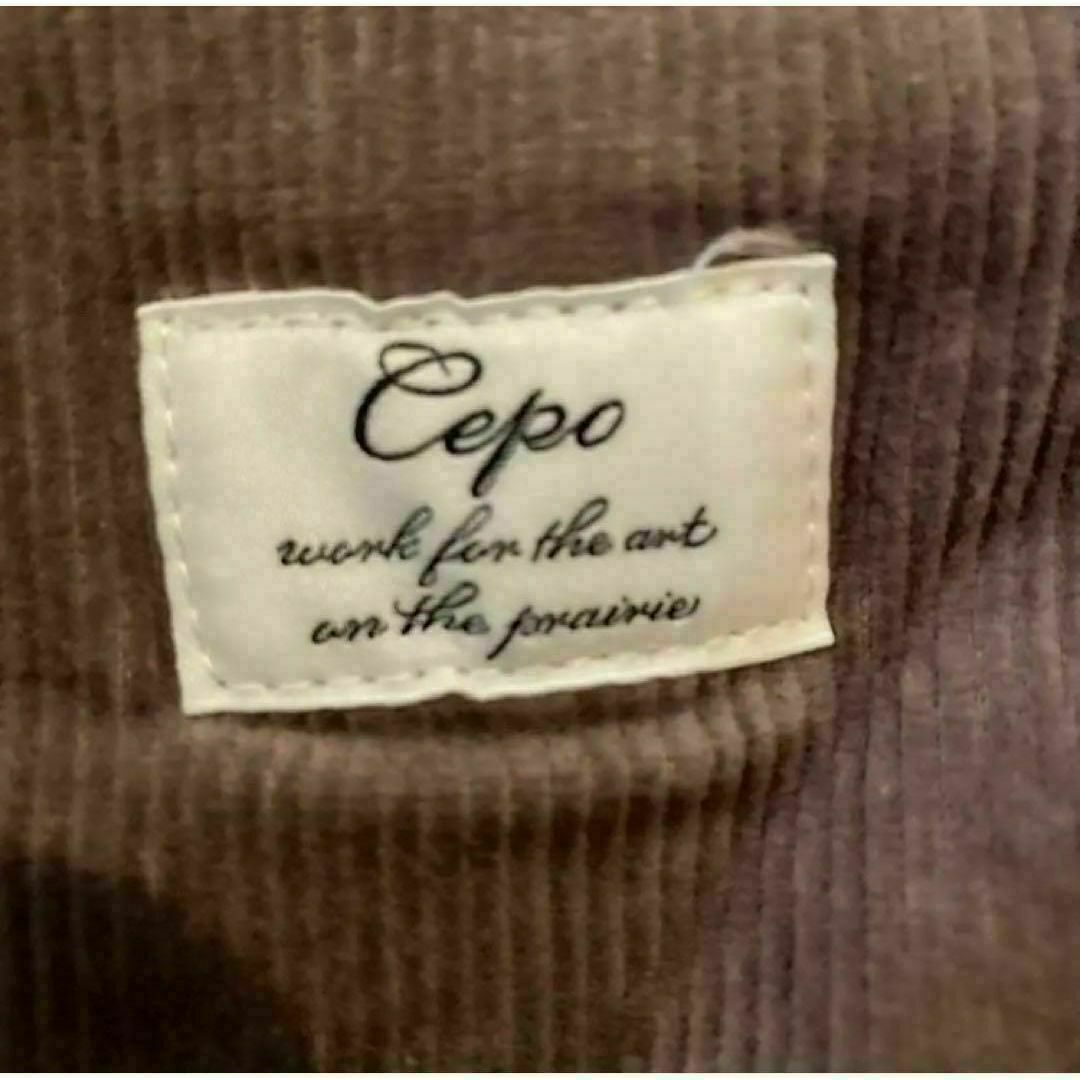 Cepo
work for the art
on the prairie